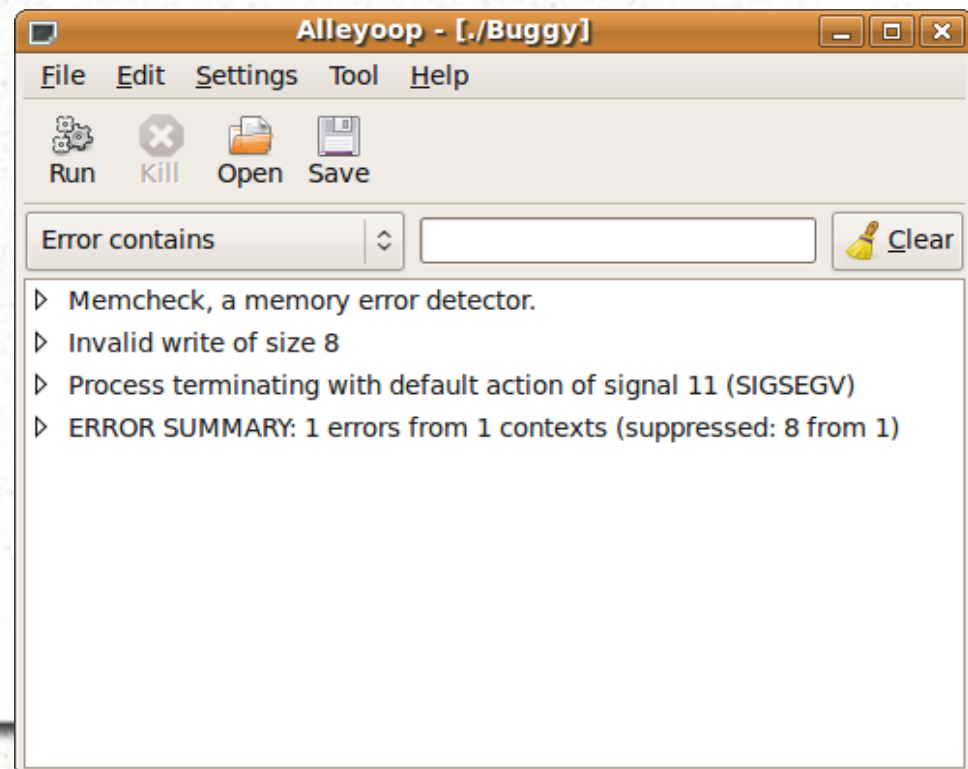 Alleyoop - [./Buggy]
File Edit Settings Tool Help
Run Kill Open Save
Error contains Clear
Memcheck, a memory error detector.
Invalid write of size 8
Process terminating with default action of signal 11 (SIGSEGV)
ERROR SUMMARY: 1 errors from 1 contexts (suppressed: 8 from 1)